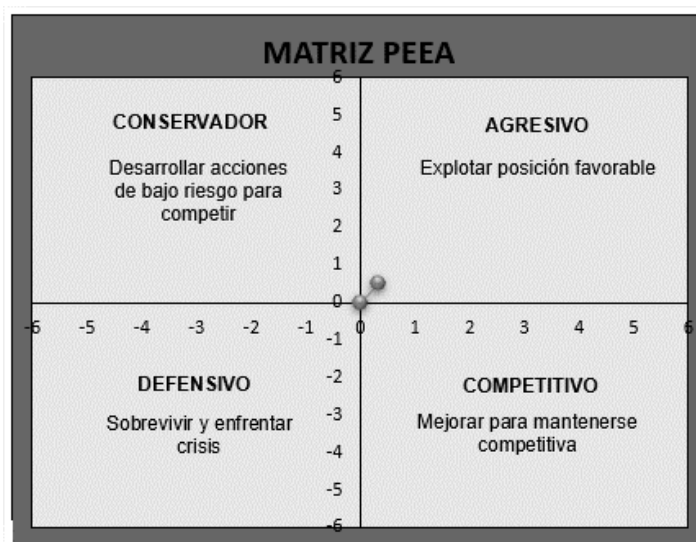 MATRIZ PEEA
6
5
4
3
2
1
0
-1
-2
-3
-4
-5
-6
CONSERVADOR
Desarrollar acciones
de bajo riesgo para
competir
AGRESIVO
Explotar posición favorable
-6 -5 -4 -3 -2 -1 0 1 2 3 4 5 6
DEFENSIVO
Sobrevivir y enfrentar
crisis
COMPETITIVO
Mejorar para mantenerse
competitiva